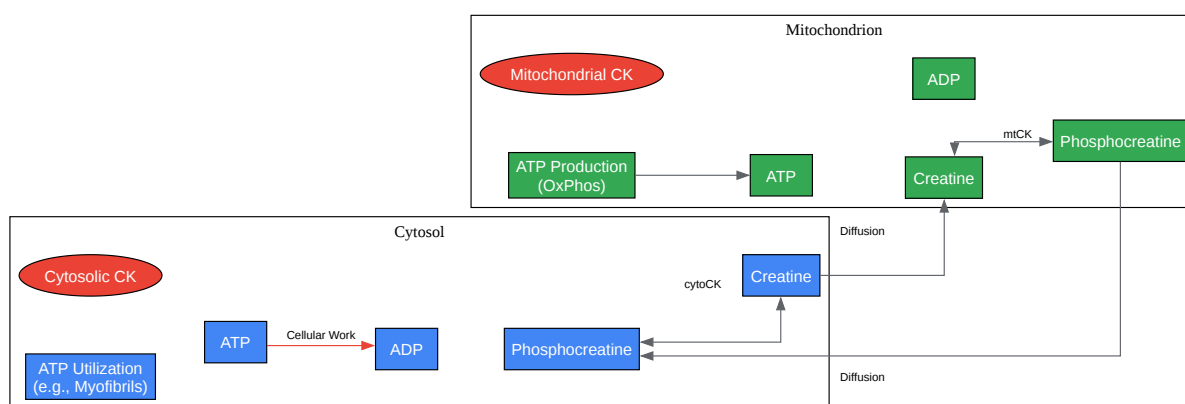 Mitochondrion
Mitochondrial CK
ADP
mtCK
Phosphocreatine
ATP Production
(OxPhos)
ATP
Creatine
Cytosol
Diffusion
Cytosolic CK
Creatine
cytoCK
ATP
Cellular Work
ADP
Phosphocreatine
ATP Utilization
(e.g., Myofibrils)
Diffusion